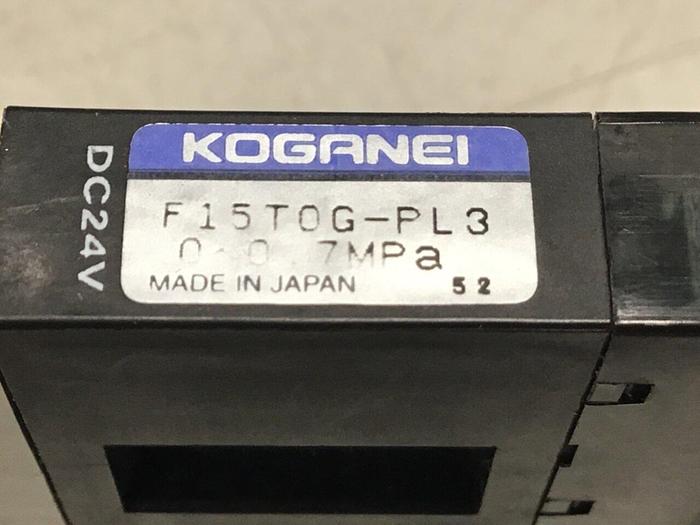 KOGANEI
F15T0G-PL3
0~0.7MPa
MADE IN JAPAN 52
DC24V